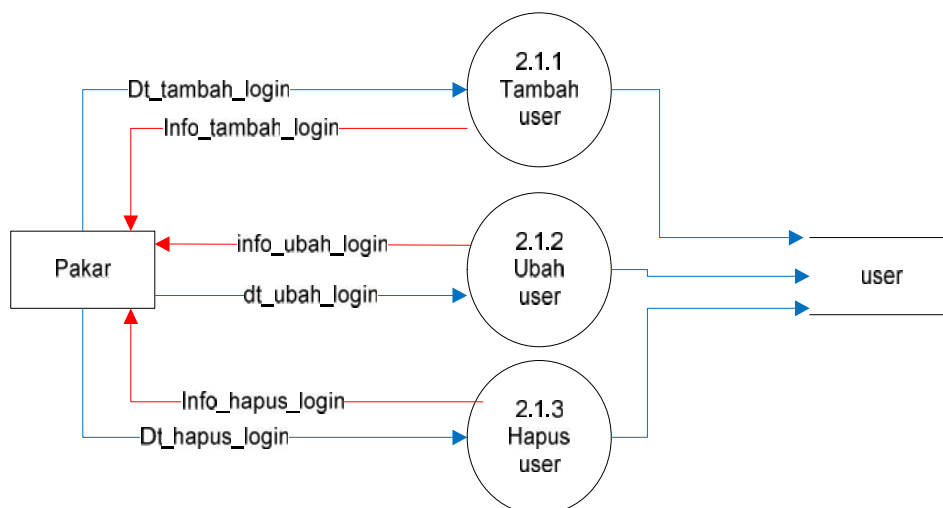 2.1.1
Tambah
user
Dt_tambah_login
Info_tambah_login
info_ubah_login
dt_ubah_login
2.1.2
Ubah
user
Pakar
user
Info_hapus_login
Dt_hapus_login
2.1.3
Hapus
user